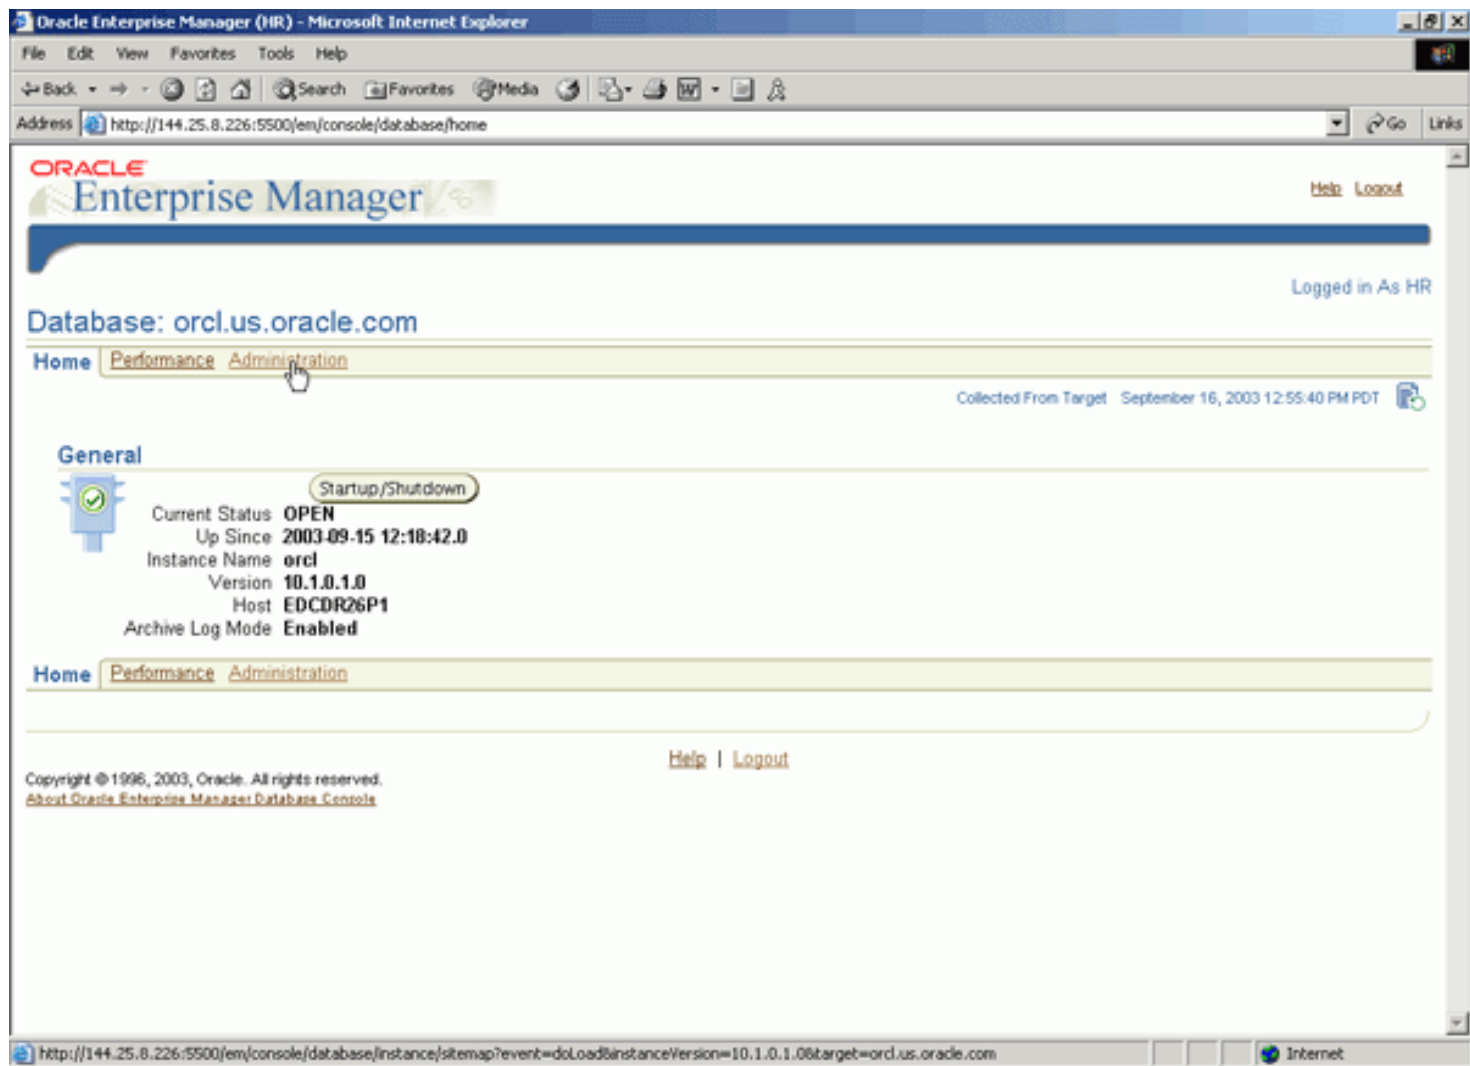 Oracle Enterprise Manager (HR) - Microsoft Internet Explorer
File Edit View Favorites Tools Help
Back Search Favorites Media
Address http://144.25.8.226:5500/em/console/database/home Go Links
ORACLE
Enterprise Manager
Help Logout
Logged in As HR
Database: orcl.us.oracle.com
Home Performance Administration
Collected From Target September 16, 2003 12:55:40 PM PDT
General
Startup/Shutdown
Current Status OPEN
Up Since 2003-09-15 12:18:42.0
Instance Name orcl
Version 10.1.0.1.0
Host EDCDR26P1
Archive Log Mode Enabled
Home Performance Administration
Help | Logout
Copyright © 1996, 2003, Oracle. All rights reserved.
About Oracle Enterprise Manager Database Console
http://144.25.8.226:5500/em/console/database/instance/sitemap?event=doLoad&instanceVersion=10.1.0.1.0&target=orcl.us.oracle.com Internet